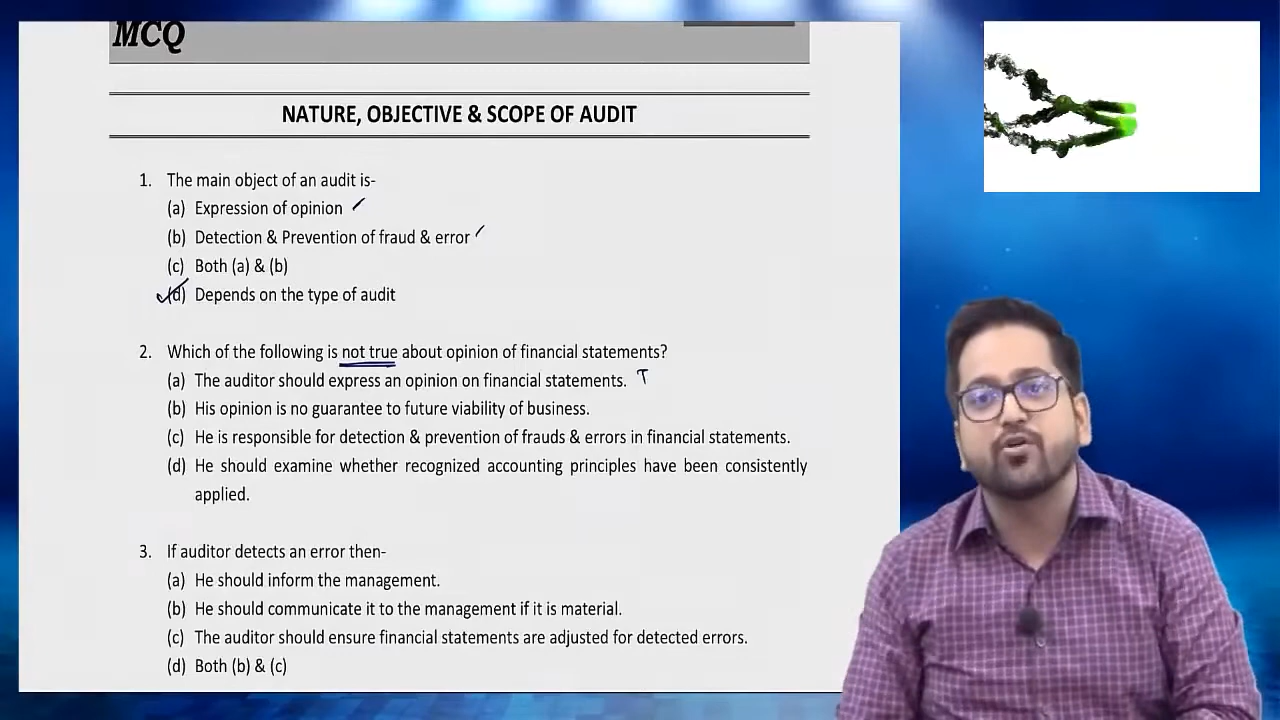 MCQ
NATURE, OBJECTIVE & SCOPE OF AUDIT
1. The main object of an audit is-
(a) Expression of opinion
(b) Detection & Prevention of fraud & error
(c) Both (a) & (b)
(d) Depends on the type of audit
2. Which of the following is not true about opinion of financial statements?
(a) The auditor should express an opinion on financial statements. T
(b) His opinion is no guarantee to future viability of business.
(c) He is responsible for detection & prevention of frauds & errors in financial statements.
(d) He should examine whether recognized accounting principles have been consistently
applied.
3. If auditor detects an error then-
(a) He should inform the management.
(b) He should communicate it to the management if it is material.
(c) The auditor should ensure financial statements are adjusted for detected errors.
(d) Both (b) & (c)